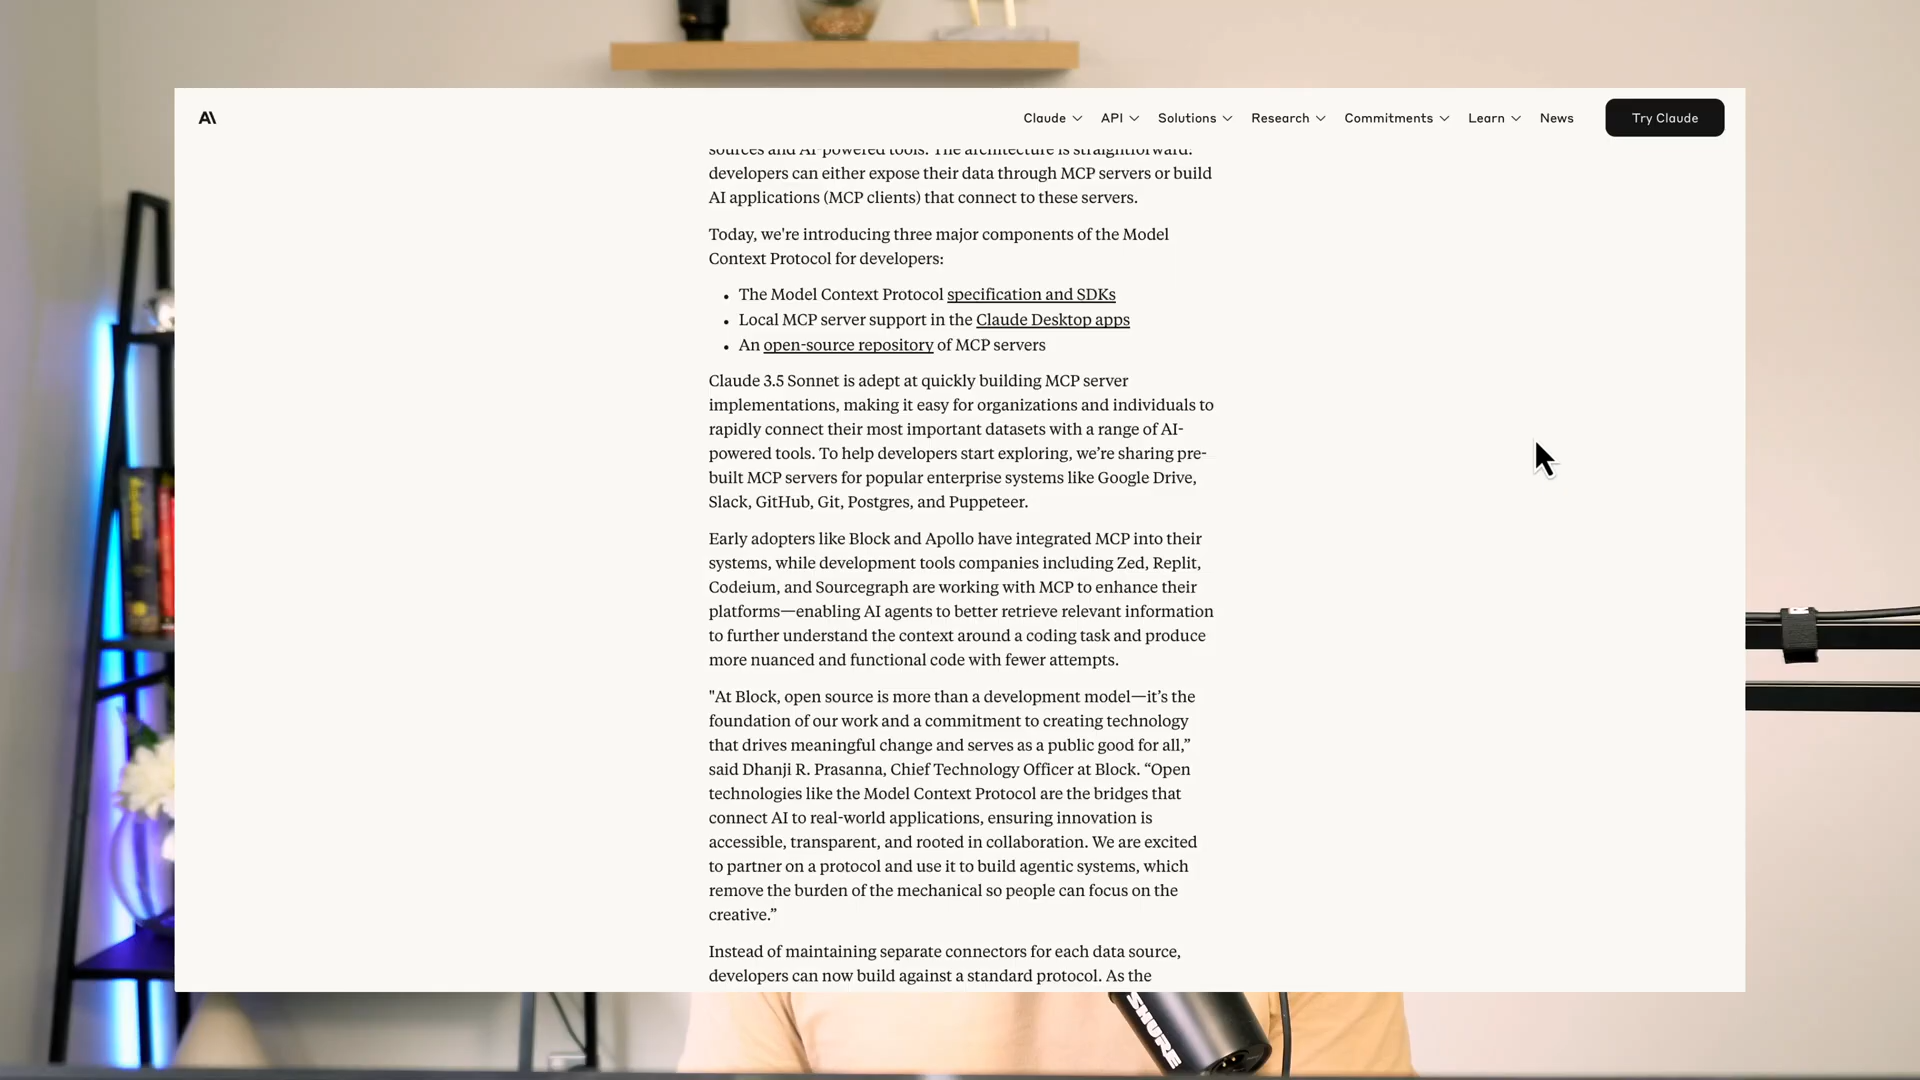 A\
Claude API Solutions Research Commitments Learn News Try Claude
sources and AI-powered tools. The architecture is straightforward:
developers can either expose their data through MCP servers or build
AI applications (MCP clients) that connect to these servers.
Today, we're introducing three major components of the Model
Context Protocol for developers:
• The Model Context Protocol specification and SDKs
• Local MCP server support in the Claude Desktop apps
• An open-source repository of MCP servers
Claude 3.5 Sonnet is adept at quickly building MCP server
implementations, making it easy for organizations and individuals to
rapidly connect their most important datasets with a range of AI-
powered tools. To help developers start exploring, we’re sharing pre-
built MCP servers for popular enterprise systems like Google Drive,
Slack, GitHub, Git, Postgres, and Puppeteer.
Early adopters like Block and Apollo have integrated MCP into their
systems, while development tools companies including Zed, Replit,
Codeium, and Sourcegraph are working with MCP to enhance their
platforms—enabling AI agents to better retrieve relevant information
to further understand the context around a coding task and produce
more nuanced and functional code with fewer attempts.
"At Block, open source is more than a development model—it’s the
foundation of our work and a commitment to creating technology
that drives meaningful change and serves as a public good for all,”
said Dhanji R. Prasanna, Chief Technology Officer at Block. “Open
technologies like the Model Context Protocol are the bridges that
connect AI to real-world applications, ensuring innovation is
accessible, transparent, and rooted in collaboration. We are excited
to partner on a protocol and use it to build agentic systems, which
remove the burden of the mechanical so people can focus on the
creative.”
Instead of maintaining separate connectors for each data source,
developers can now build against a standard protocol. As the
SHURE